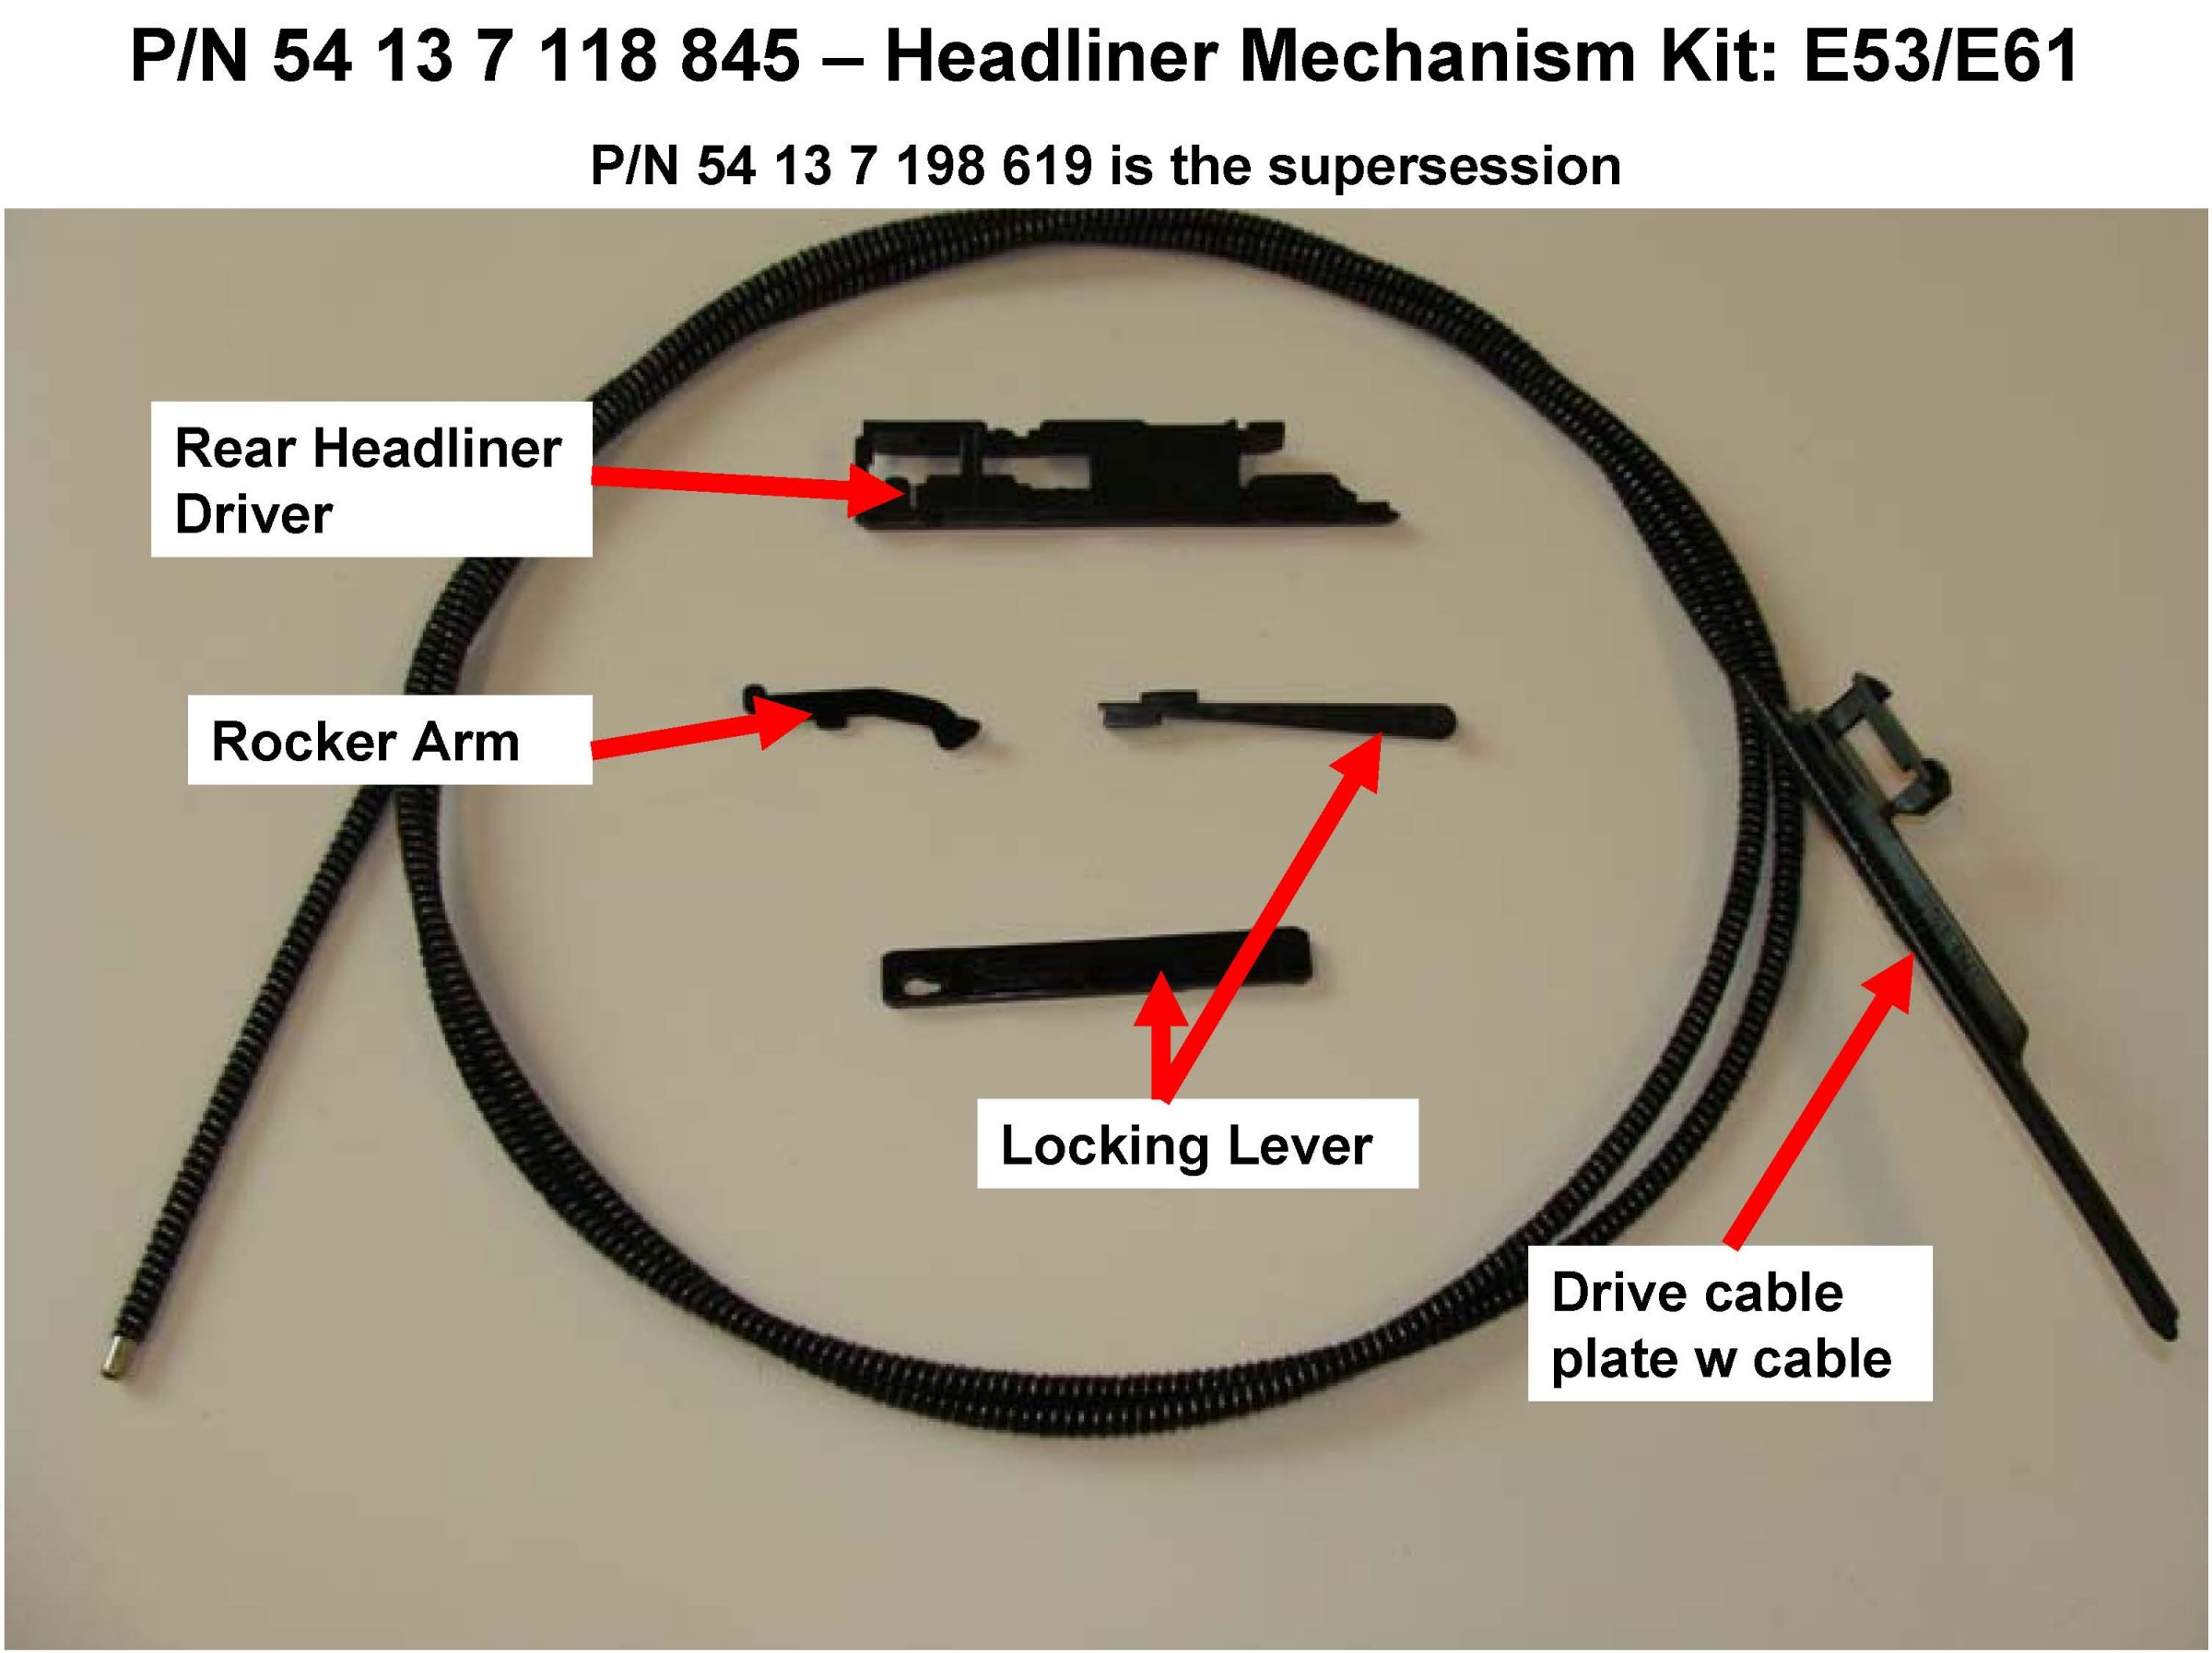 P/N 54 13 7 118 845 – Headliner Mechanism Kit: E53/E61
P/N 54 13 7 198 619 is the supersession
Rear Headliner
Driver
Rocker Arm
Locking Lever
Drive cable
plate w cable